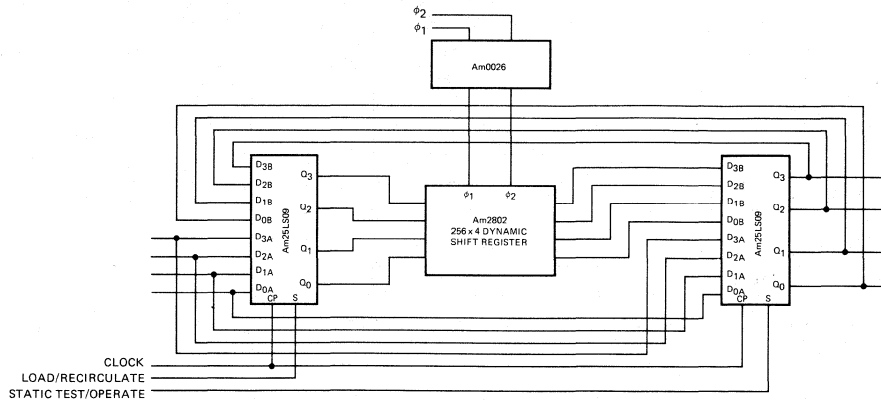 ϕ2
ϕ1
Am0026
D3B
D2B
D1B
D0B
D3A
D2A
D1A
D0A
Am25LS09
Q3
Q2
Q1
Q0
CP S
ϕ1 ϕ2
Am2802
256 x 4 DYNAMIC
SHIFT REGISTER
D3B
D2B
D1B
D0B
D3A
D2A
D1A
D0A
Am25LS09
Q3
Q2
Q1
Q0
CP S
CLOCK
LOAD/RECIRCULATE
STATIC TEST/OPERATE